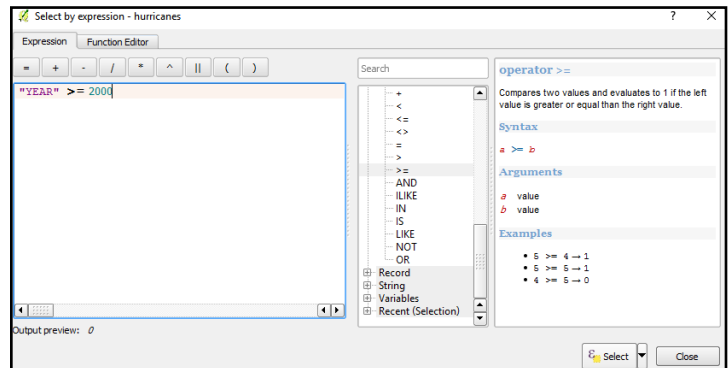 Select by expression - hurricanes
? X
Expression Function Editor
= + - / * ^ || ( )
"YEAR" >= 2000
Output preview: 0
Search
+
<
<=
<>
=
>
>=
AND
ILIKE
IN
IS
LIKE
NOT
OR
Record
String
Variables
Recent (Selection)
operator >=
Compares two values and evaluates to 1 if the left
value is greater or equal than the right value.
Syntax
a >= b
Arguments
a value
b value
Examples
• 5 >= 4 → 1
• 5 >= 5 → 1
• 4 >= 5 → 0
ε Select
Close